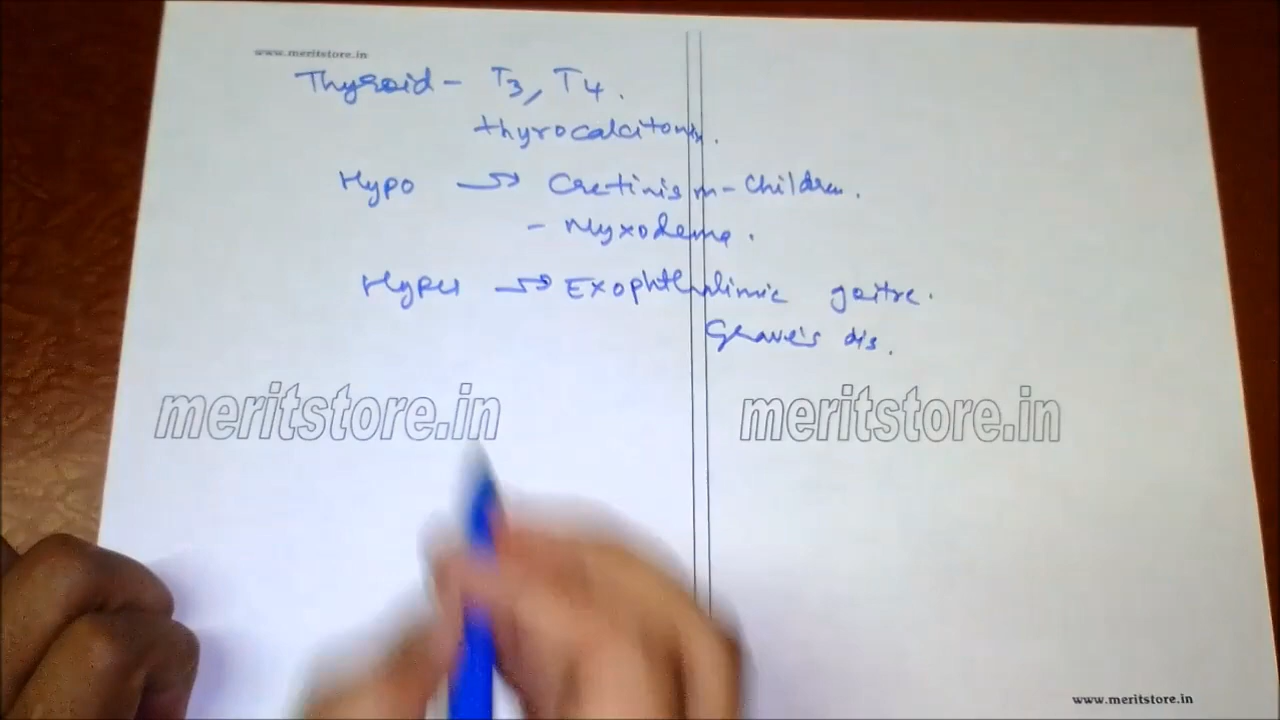 www.meritstore.in
Thyroid - T3, T4.
thyrocalcitonin.
Hypo → Cretinism - Children.
- Myxodema.
Hyper → Exophthalimic goitre.
Grave's dis.
meritstore.in meritstore.in
www.meritstore.in